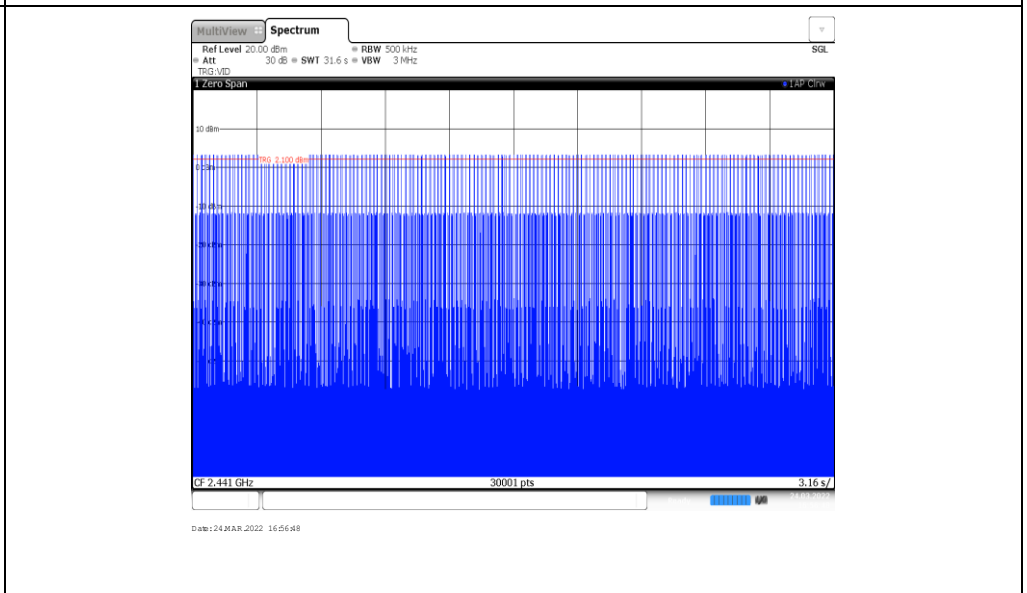 MultiView Spectrum
Ref Level 20.00 dBm RBW 500 kHz SGL
Att 30 dB SWT 31.6 s VBW 3 MHz
TRG:VID
1 Zero Span 1AP Clrw
10 dBm
TRG 2.100 dBm
CF 2.441 GHz 30001 pts 3.16 s/
Date: 24.MAR.2022 16:56:48